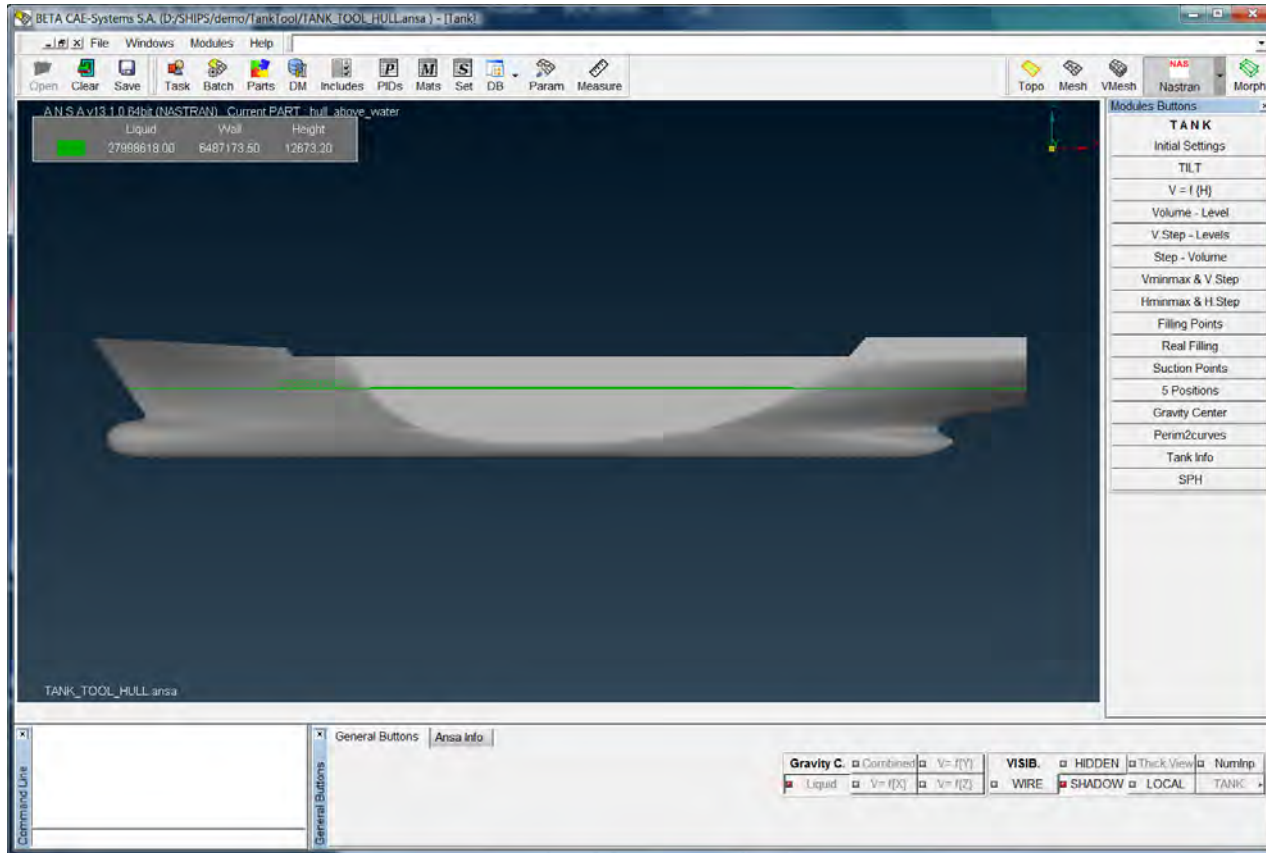 BETA CAE-Systems S.A. (D:/SHIPS/demo/TankTool/TANK_TOOL_HULL.ansa ) - [Tank]
File Windows Modules Help
Open Clear Save Task Batch Parts DM Includes PIDs Mats Set DB Param Measure Topo Mesh VMesh Nastran Morph
P M S NAS
A N S A v13.1.0 64bit (NASTRAN) Current PART : hull_above_water
Liquid Wall Height
27998618.00 6487173.50 12673.20
Modules Buttons
TANK
Initial Settings
TILT
V = f (H)
Volume - Level
V.Step - Levels
Step - Volume
Vminmax & V.Step
Hminmax & H.Step
Filling Points
Real Filling
Suction Points
5 Positions
Gravity Center
Perim2curves
Tank Info
SPH
TANK_TOOL_HULL.ansa
Command Line
General Buttons
General Buttons Ansa Info
Gravity C. Combined V= f(Y) VISIB. HIDDEN Thick View NumInp.
Liquid V= f(X) V= f(Z) WIRE SHADOW LOCAL TANK